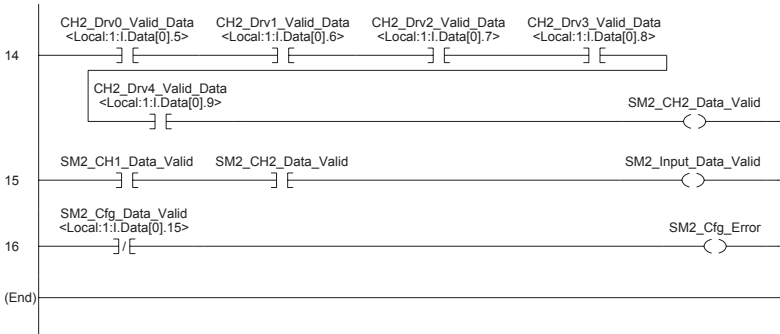 CH2_Drv0_Valid_Data CH2_Drv1_Valid_Data CH2_Drv2_Valid_Data CH2_Drv3_Valid_Data
<Local:1:I.Data[0].5> <Local:1:I.Data[0].6> <Local:1:I.Data[0].7> <Local:1:I.Data[0].8>
14
CH2_Drv4_Valid_Data
<Local:1:I.Data[0].9> SM2_CH2_Data_Valid
SM2_CH1_Data_Valid SM2_CH2_Data_Valid SM2_Input_Data_Valid
15
SM2_Cfg_Data_Valid
<Local:1:I.Data[0].15> SM2_Cfg_Error
16
(End)